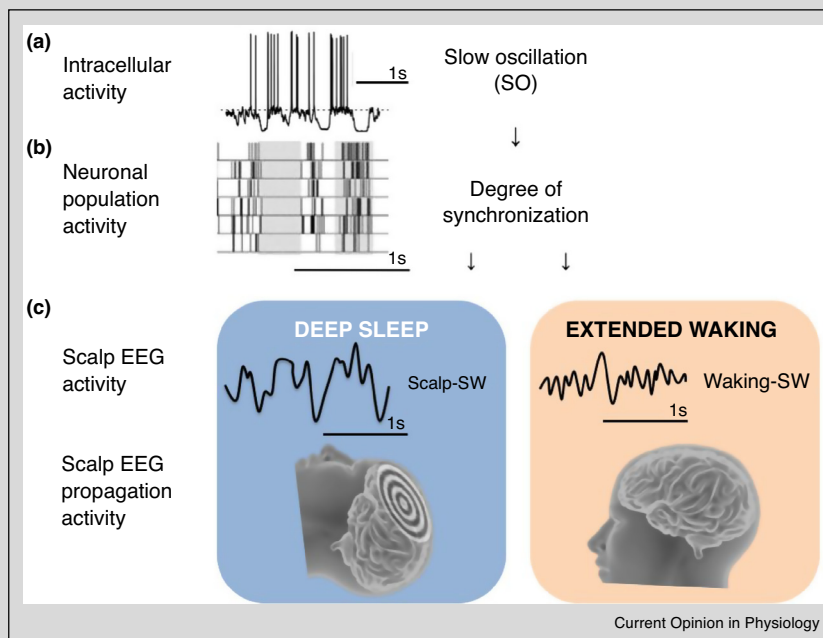 (a)
Intracellular
activity
1s
Slow oscillation
(SO)
↓
(b)
Neuronal
population
activity
1s
Degree of
synchronization
↓ ↓
(c)
DEEP SLEEP
EXTENDED WAKING
Scalp EEG
activity
Scalp-SW
1s
Waking-SW
1s
Scalp EEG
propagation
activity
Current Opinion in Physiology